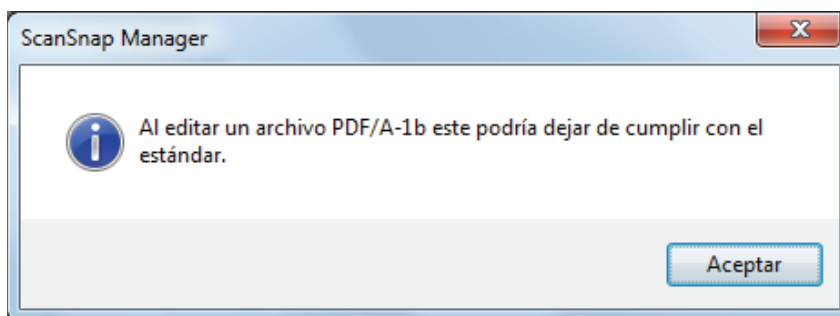 ScanSnap Manager
Al editar un archivo PDF/A-1b este podría dejar de cumplir con el
estándar.
Aceptar